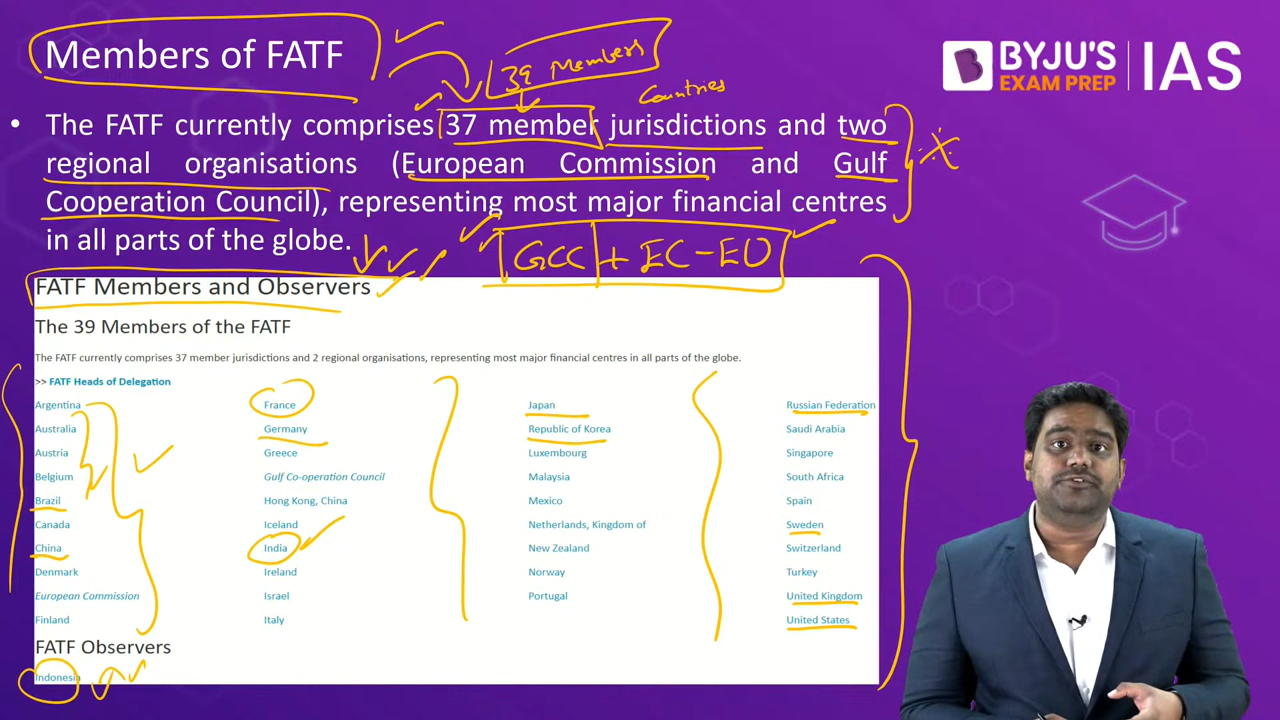 Members of FATF
39 Members
BYJU'S
EXAM PREP
IAS
Countries
• The FATF currently comprises 37 member jurisdictions and two
regional organisations (European Commission and Gulf
Cooperation Council), representing most major financial centres
in all parts of the globe.
GCC + EC - EU
FATF Members and Observers
The 39 Members of the FATF
The FATF currently comprises 37 member jurisdictions and 2 regional organisations, representing most major financial centres in all parts of the globe.
>> FATF Heads of Delegation
Argentina
Australia
Austria
Belgium
Brazil
Canada
China
Denmark
European Commission
Finland
France
Germany
Greece
Gulf Co-operation Council
Hong Kong, China
Iceland
India
Ireland
Israel
Italy
Japan
Republic of Korea
Luxembourg
Malaysia
Mexico
Netherlands, Kingdom of
New Zealand
Norway
Portugal
Russian Federation
Saudi Arabia
Singapore
South Africa
Spain
Sweden
Switzerland
Turkey
United Kingdom
United States
FATF Observers
Indonesia